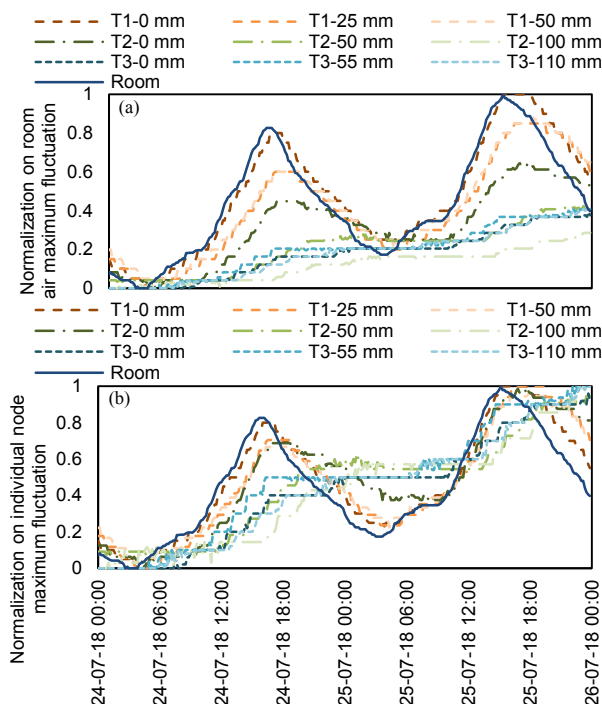 T1-0 mm T1-25 mm T1-50 mm
T2-0 mm T2-50 mm T2-100 mm
T3-0 mm T3-55 mm T3-110 mm
Room
Normalization on room
air maximum fluctuation
(a)
1
0.8
0.6
0.4
0.2
0
T1-0 mm T1-25 mm T1-50 mm
T2-0 mm T2-50 mm T2-100 mm
T3-0 mm T3-55 mm T3-110 mm
Room
Normalization on individual node
maximum fluctuation
(b)
1
0.8
0.6
0.4
0.2
0
24-07-18 00:00
24-07-18 06:00
24-07-18 12:00
24-07-18 18:00
25-07-18 00:00
25-07-18 06:00
25-07-18 12:00
25-07-18 18:00
26-07-18 00:00